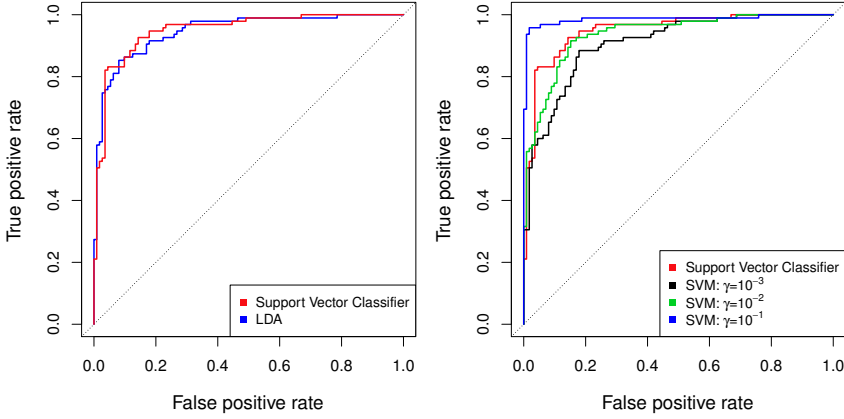 True positive rate
1.0
0.8
0.6
0.4
0.2
0.0
Support Vector Classifier
LDA
0.0 0.2 0.4 0.6 0.8 1.0
False positive rate
True positive rate
1.0
0.8
0.6
0.4
0.2
0.0
Support Vector Classifier
SVM: γ=10⁻³
SVM: γ=10⁻²
SVM: γ=10⁻¹
0.0 0.2 0.4 0.6 0.8 1.0
False positive rate